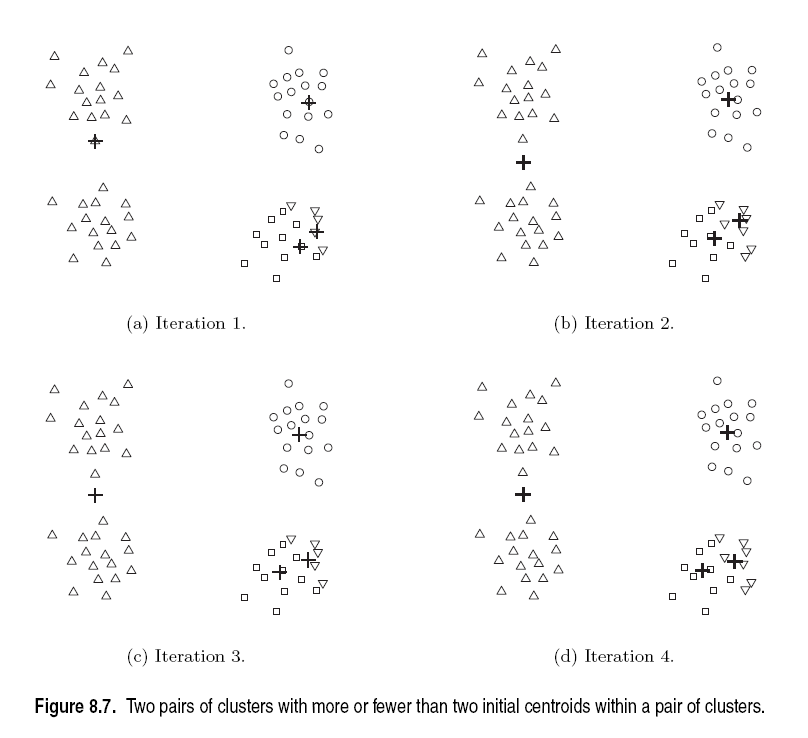 (a) Iteration 1.
(b) Iteration 2.
(c) Iteration 3.
(d) Iteration 4.
Figure 8.7. Two pairs of clusters with more or fewer than two initial centroids within a pair of clusters.